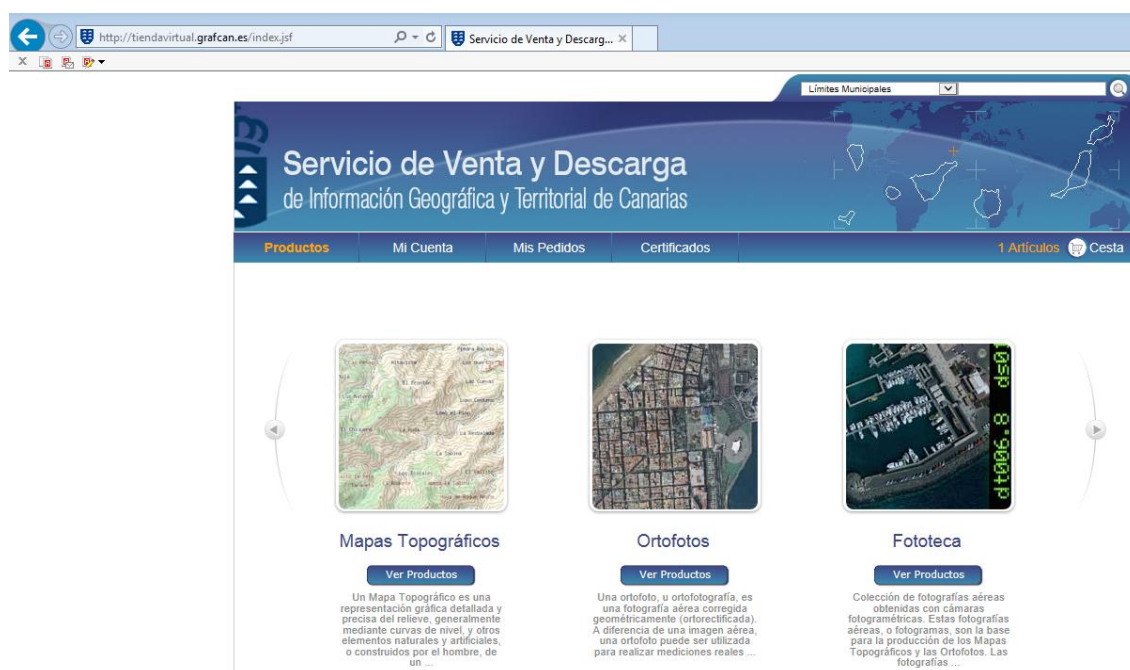 http://tiendavirtual.grafcan.es/index.jsf
Servicio de Venta y Descarg...
Límites Municipales
Servicio de Venta y Descarga
de Información Geográfica y Territorial de Canarias
Productos
Mi Cuenta
Mis Pedidos
Certificados
1 Artículos
Cesta
Mapas Topográficos
Ver Productos
Un Mapa Topográfico es una
representación gráfica detallada y
precisa del relieve, generalmente
mediante curvas de nivel, y otros
elementos naturales y artificiales,
o construidos por el hombre, de
un ...
Ortofotos
Ver Productos
Una ortofoto, u ortofotografía, es
una fotografía aérea corregida
geométricamente (ortorectificada).
A diferencia de una imagen aérea,
una ortofoto puede ser utilizada
para realizar mediciones reales ...
Fototeca
Ver Productos
Colección de fotografías aéreas
obtenidas con cámaras
fotogramétricas. Estas fotografías
aéreas, o fotogramas, son la base
para la producción de los Mapas
Topográficos y las Ortofotos. Las
fotografías ...